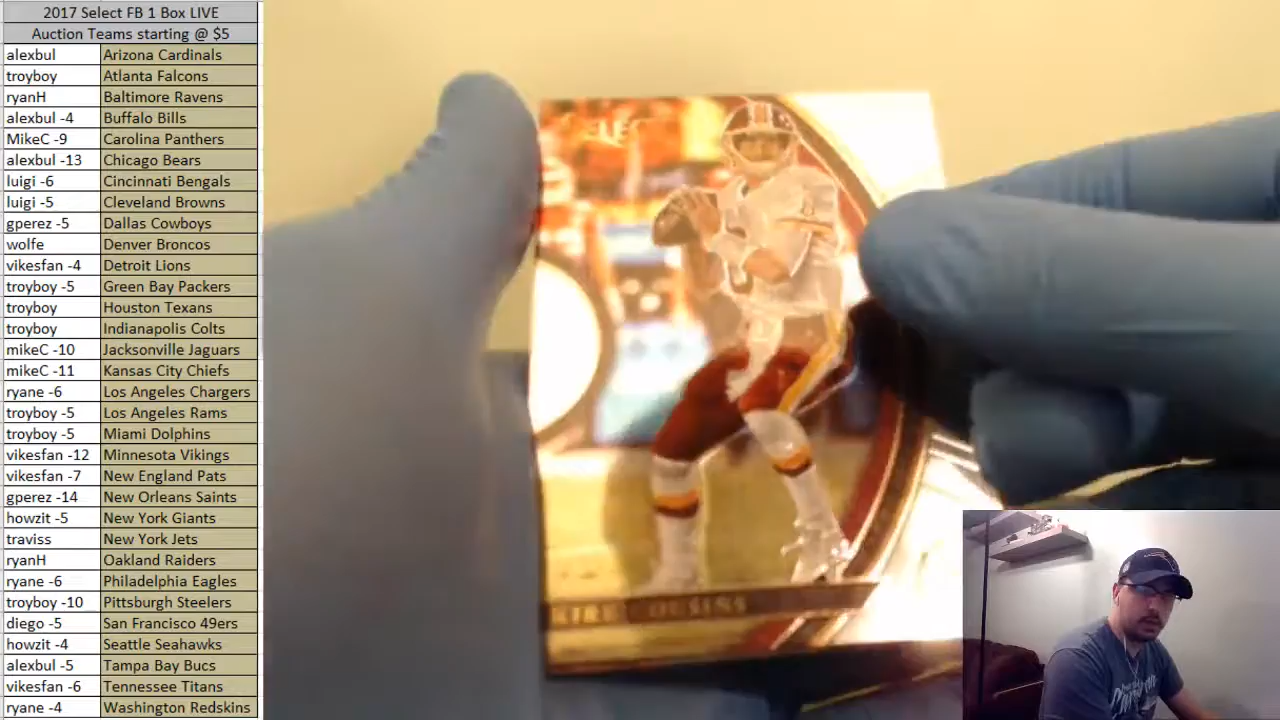 2017 Select FB 1 Box LIVE
Auction Teams starting @ $5
alexbul Arizona Cardinals
troyboy Atlanta Falcons
ryanH Baltimore Ravens
alexbul -4 Buffalo Bills
MikeC -9 Carolina Panthers
alexbul -13 Chicago Bears
luigi -6 Cincinnati Bengals
luigi -5 Cleveland Browns
gperez -5 Dallas Cowboys
wolfe Denver Broncos
vikesfan -4 Detroit Lions
troyboy -5 Green Bay Packers
troyboy Houston Texans
troyboy Indianapolis Colts
mikeC -10 Jacksonville Jaguars
mikeC -11 Kansas City Chiefs
ryane -6 Los Angeles Chargers
troyboy -5 Los Angeles Rams
troyboy -5 Miami Dolphins
vikesfan -12 Minnesota Vikings
vikesfan -7 New England Pats
gperez -14 New Orleans Saints
howzit -5 New York Giants
traviss New York Jets
ryanH Oakland Raiders
ryane -6 Philadelphia Eagles
troyboy -10 Pittsburgh Steelers
diego -5 San Francisco 49ers
howzit -4 Seattle Seahawks
alexbul -5 Tampa Bay Bucs
vikesfan -6 Tennessee Titans
ryane -4 Washington Redskins
SELECT
KIRK COUSINS